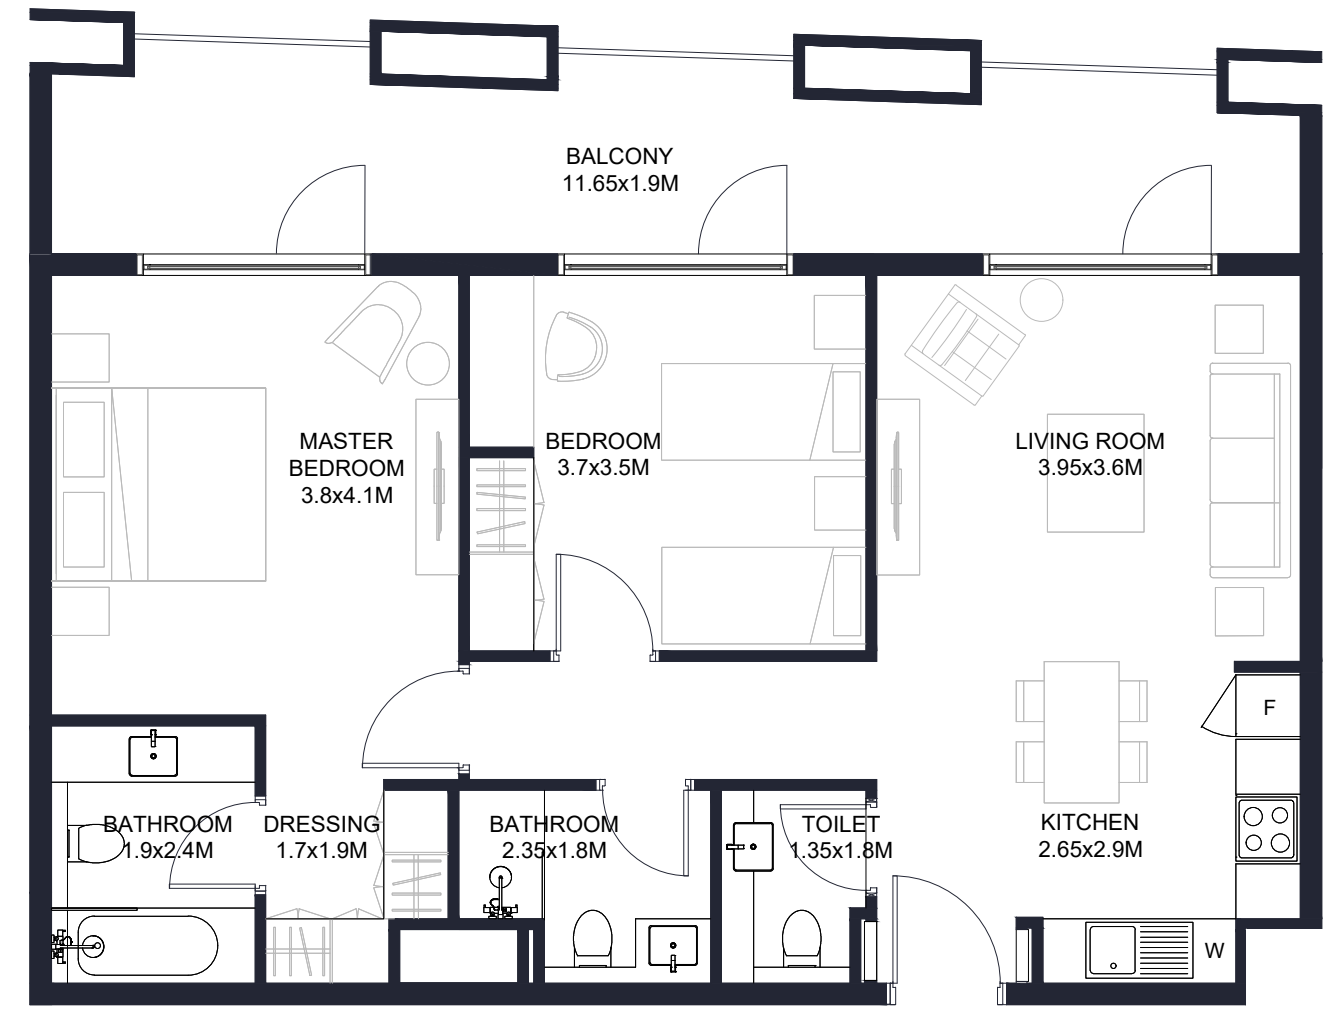 BALCONY
11.65x1.9M
MASTER
BEDROOM
3.8x4.1M
BEDROOM
3.7x3.5M
LIVING ROOM
3.95x3.6M
F
BATHROOM
1.9x2.4M
DRESSING
1.7x1.9M
BATHROOM
2.35x1.8M
TOILET
1.35x1.8M
KITCHEN
2.65x2.9M
W